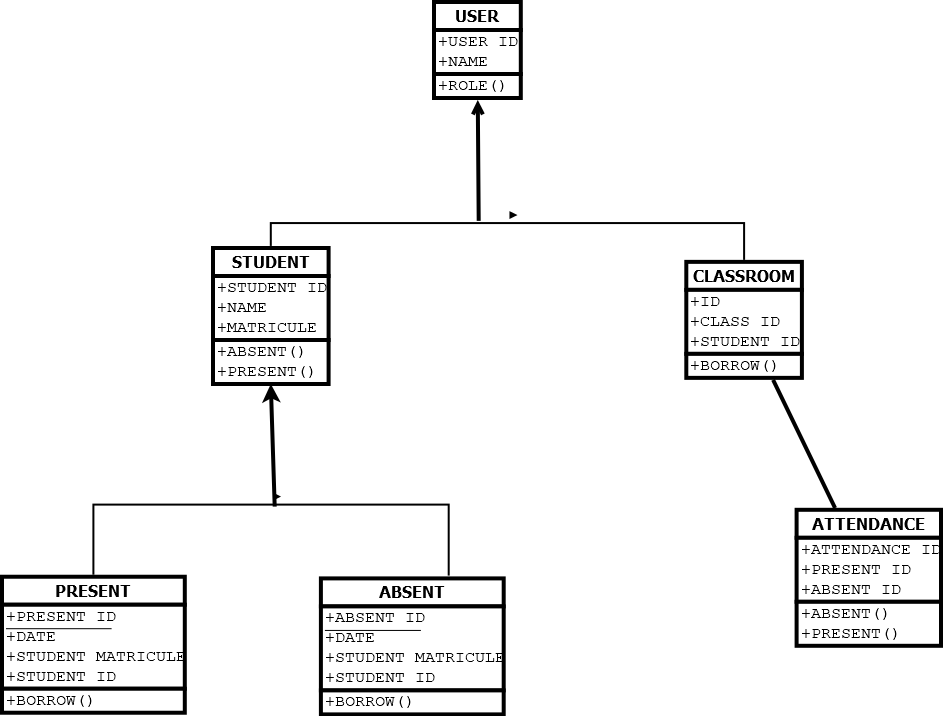 USER
+USER ID
+NAME
+ROLE()
STUDENT
+STUDENT ID
+NAME
+MATRICULE
+ABSENT()
+PRESENT()
CLASSROOM
+ID
+CLASS ID
+STUDENT ID
+BORROW()
ATTENDANCE
+ATTENDANCE ID
+PRESENT ID
+ABSENT ID
+ABSENT()
+PRESENT()
PRESENT
+PRESENT ID
+DATE
+STUDENT MATRICULE
+STUDENT ID
+BORROW()
ABSENT
+ABSENT ID
+DATE
+STUDENT MATRICULE
+STUDENT ID
+BORROW()